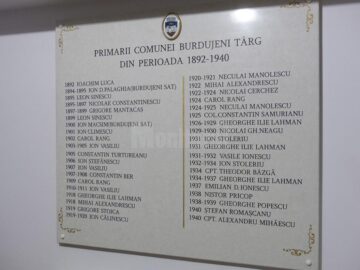 PRIMARII COMUNEI BURDUJENI TÂRG
DIN PERIOADA 1892-1940
1892 IOACHIM LUCA
1894-1895 ION D.PALAGHIA(BURDUJENI SAT)
1895 LEON SINESCU
1895-1897 NICOLAE CONSTANTINESCU
1897-1899 GRIGORE MANTACAS
1899 LEON SINESCU
1900 ION MACSIM(BURDUJENI SAT)
1901 ION CLIMESCU
1902 CAROL RANG
1903-1905 ION VASILIU
1905 CONSTANTIN TURTUREANU
1906 ION ȘTEFĂNESCU
1907 ION VASILIU
1907-1908 CONSTANTIN BER
1909 CAROL RANG
1910-1911 ION VASILIU
1918 GHEORGHE ILIE LAHMAN
1918 MIHAI ALEXANDRESCU
1919 GRIGORE STOICA
1919-1920 ION CĂLINESCU
1920-1921 NECULAI MANOLESCU
1922 MIHAI ALEXANDRESCU
1922-1924 NICOLAI CERCHEZ
1924 CAROL RANG
1924-1925 NECULAI MANOLESCU
1925 COL.CONSTANTIN SAMURIANU
1926-1929 GHEORGHE ILIE LAHMAN
1929-1930 NICOLAI GH.NEAGU
1931 ION STOLERIU
1931 GHEORGHE ILIE LAHMAN
1931-1932 VASILE IONESCU
1932-1934 ION STOLERIU
1934 CPT. THEODOR BĂZGĂ
1934-1937 GHEORGHE ILIE LAHMAN
1937 EMILIAN D.IONESCU
1938 NISTOR PRICOP
1938-1939 GHEORGHE POPESCU
1940 ȘTEFAN ROMAȘCANU
1940 CPT. ALEXANDRU MIHĂESCU